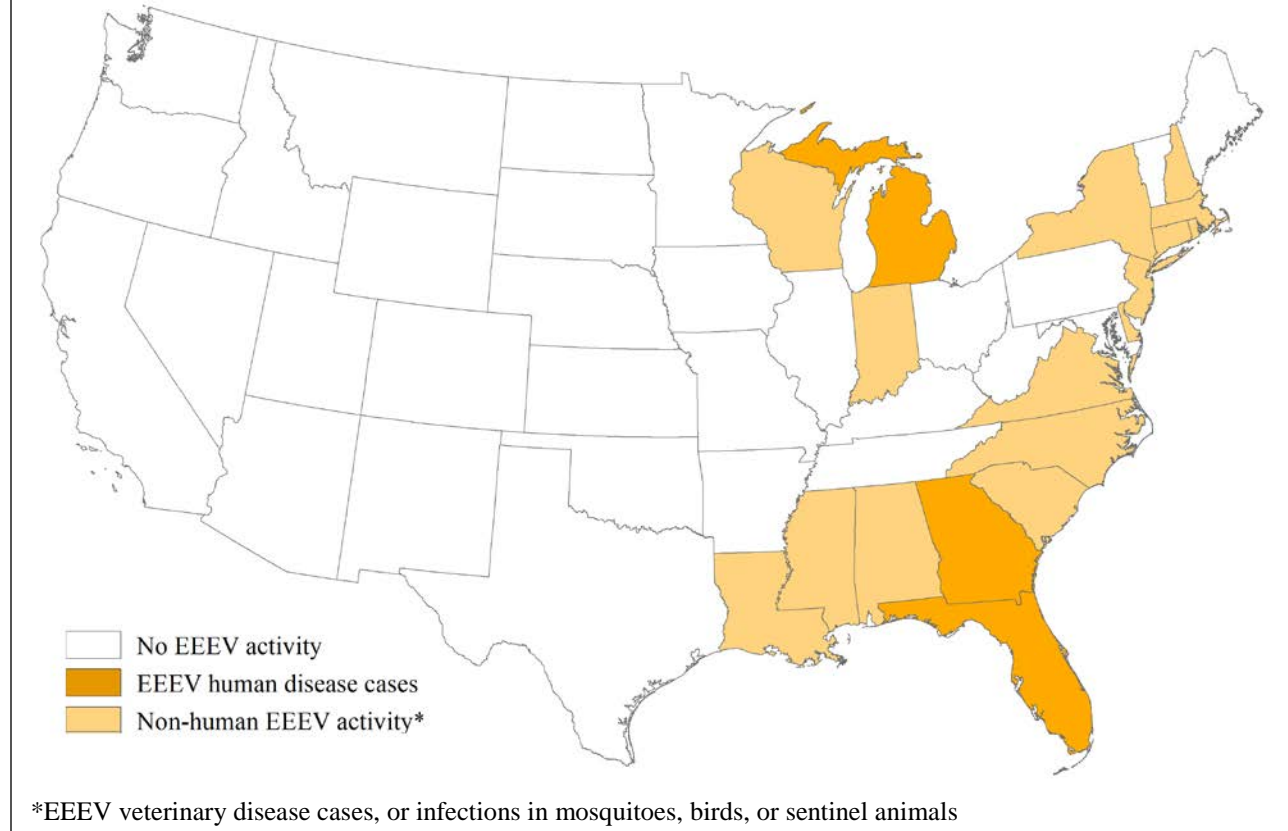 No EEEV activity
EEEV human disease cases
Non-human EEEV activity*
*EEEV veterinary disease cases, or infections in mosquitoes, birds, or sentinel animals